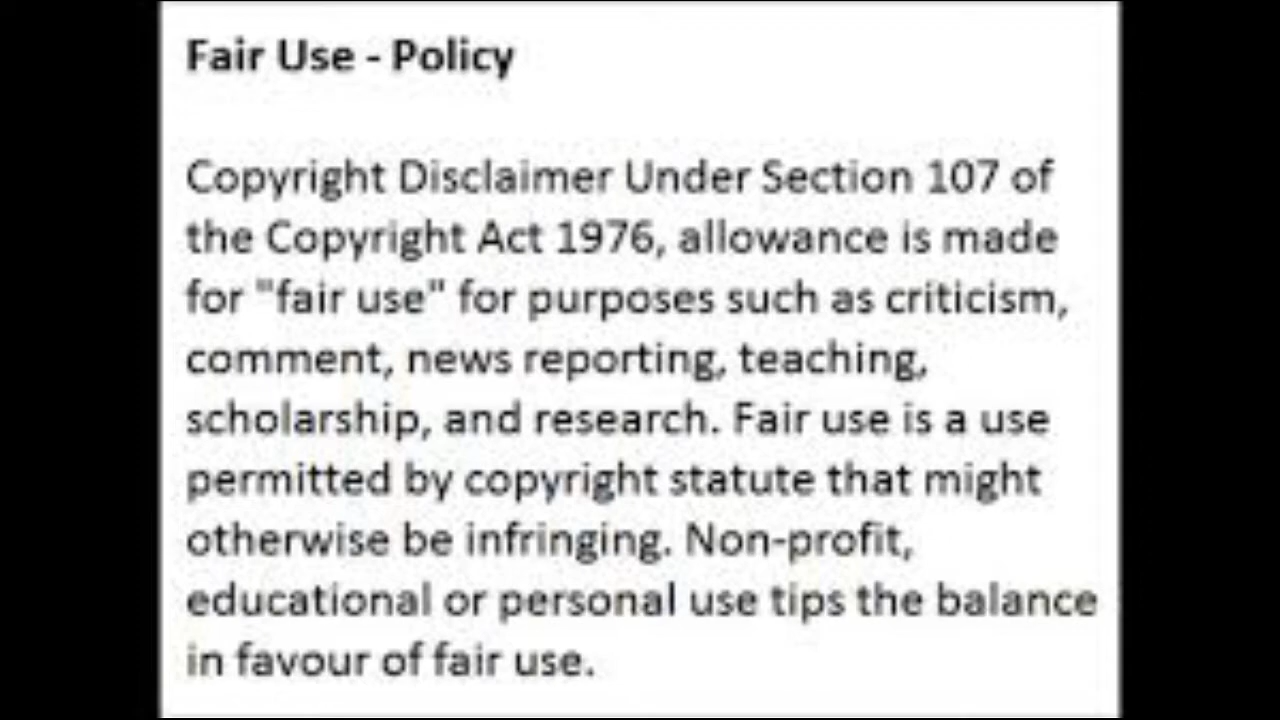 Fair Use - Policy
Copyright Disclaimer Under Section 107 of
the Copyright Act 1976, allowance is made
for "fair use" for purposes such as criticism,
comment, news reporting, teaching,
scholarship, and research. Fair use is a use
permitted by copyright statute that might
otherwise be infringing. Non-profit,
educational or personal use tips the balance
in favour of fair use.